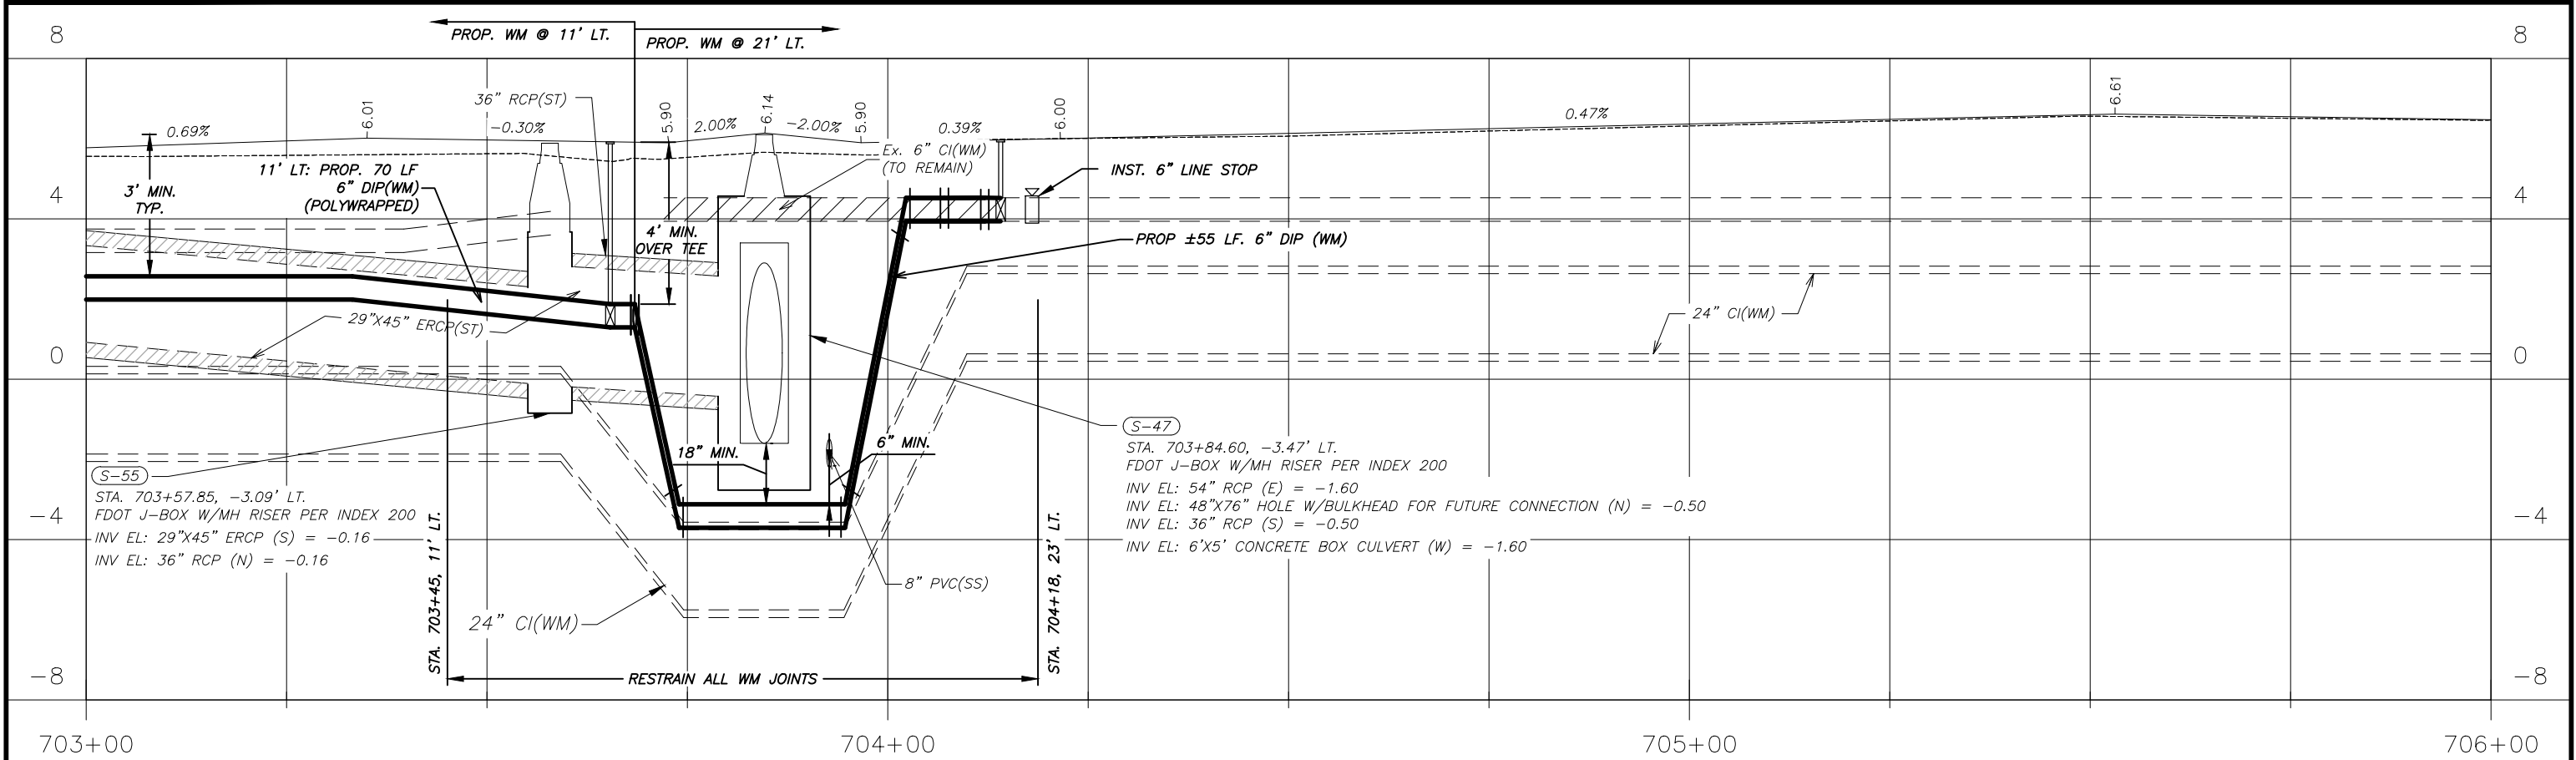 8
8
PROP. WM @ 11' LT.
PROP. WM @ 21' LT.
0.69%
6.01
36" RCP(ST)
-0.30%
5.90
2.00%
6.14
-2.00%
5.90
0.39%
6.00
0.47%
6.61
Ex. 6" CI(WM)
(TO REMAIN)
11' LT: PROP. 70 LF
6" DIP(WM)
(POLYWRAPPED)
3' MIN.
TYP.
INST. 6" LINE STOP
4
4
4' MIN.
OVER TEE
PROP ±55 LF. 6" DIP (WM)
29"X45" ERCP(ST)
24" CI(WM)
0
0
S-47
STA. 703+84.60, -3.47' LT.
FDOT J-BOX W/MH RISER PER INDEX 200
INV EL: 54" RCP (E) = -1.60
INV EL: 48"X76" HOLE W/BULKHEAD FOR FUTURE CONNECTION (N) = -0.50
INV EL: 36" RCP (S) = -0.50
INV EL: 6'X5' CONCRETE BOX CULVERT (W) = -1.60
18" MIN.
6" MIN.
S-55
STA. 703+57.85, -3.09' LT.
FDOT J-BOX W/MH RISER PER INDEX 200
INV EL: 29"X45" ERCP (S) = -0.16
INV EL: 36" RCP (N) = -0.16
-4
-4
STA. 703+45, 11' LT.
STA. 704+18, 23' LT.
8" PVC(SS)
24" CI(WM)
-8
-8
RESTRAIN ALL WM JOINTS
703+00
704+00
705+00
706+00